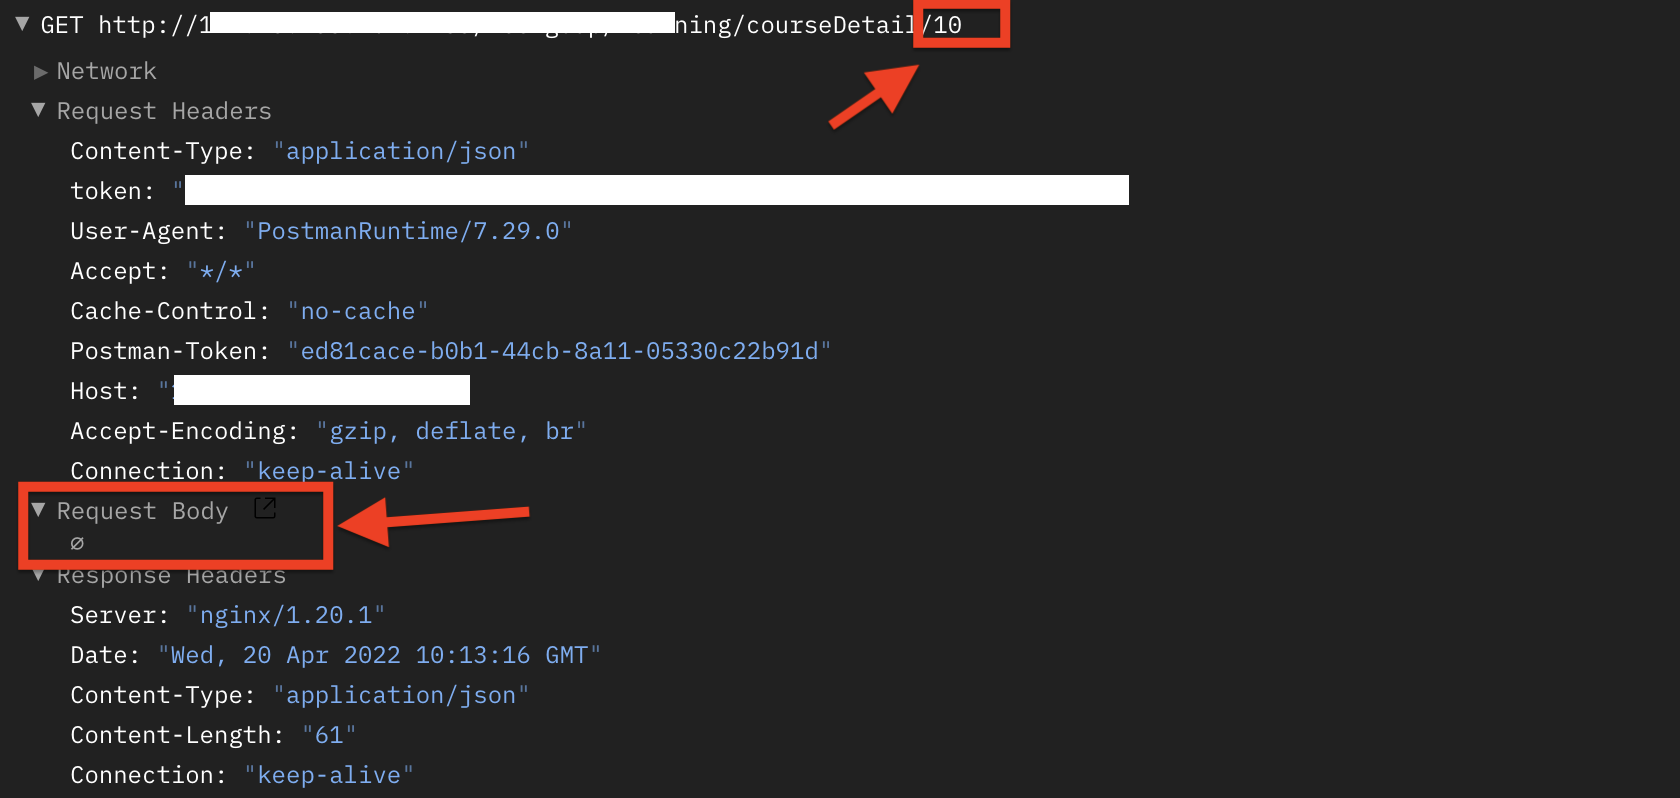 GET http://1 ning/courseDetail/10
Network
Request Headers
Content-Type: "application/json"
token: "
User-Agent: "PostmanRuntime/7.29.0"
Accept: "*/*"
Cache-Control: "no-cache"
Postman-Token: "ed81cace-b0b1-44cb-8a11-05330c22b91d"
Host: "
Accept-Encoding: "gzip, deflate, br"
Connection: "keep-alive"
Request Body
∅
Response Headers
Server: "nginx/1.20.1"
Date: "Wed, 20 Apr 2022 10:13:16 GMT"
Content-Type: "application/json"
Content-Length: "61"
Connection: "keep-alive"